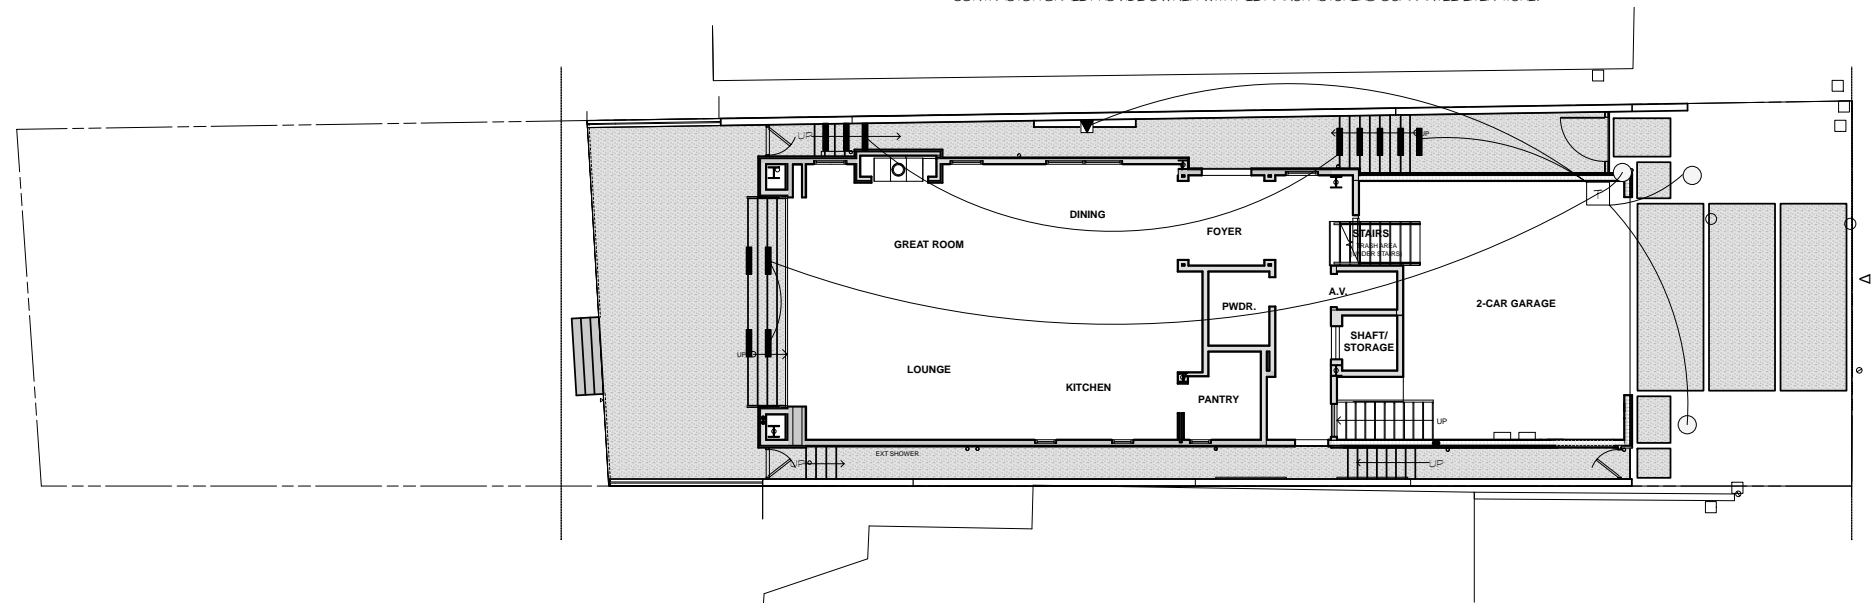 UP
UP
DINING
GREAT ROOM
FOYER
STAIRS
TRASH AREA
(UNDER STAIRS)
T
A.V.
PWDR.
2-CAR GARAGE
SHAFT/
STORAGE
UP
LOUNGE
KITCHEN
PANTRY
UP
EXT SHOWER
UP
UP